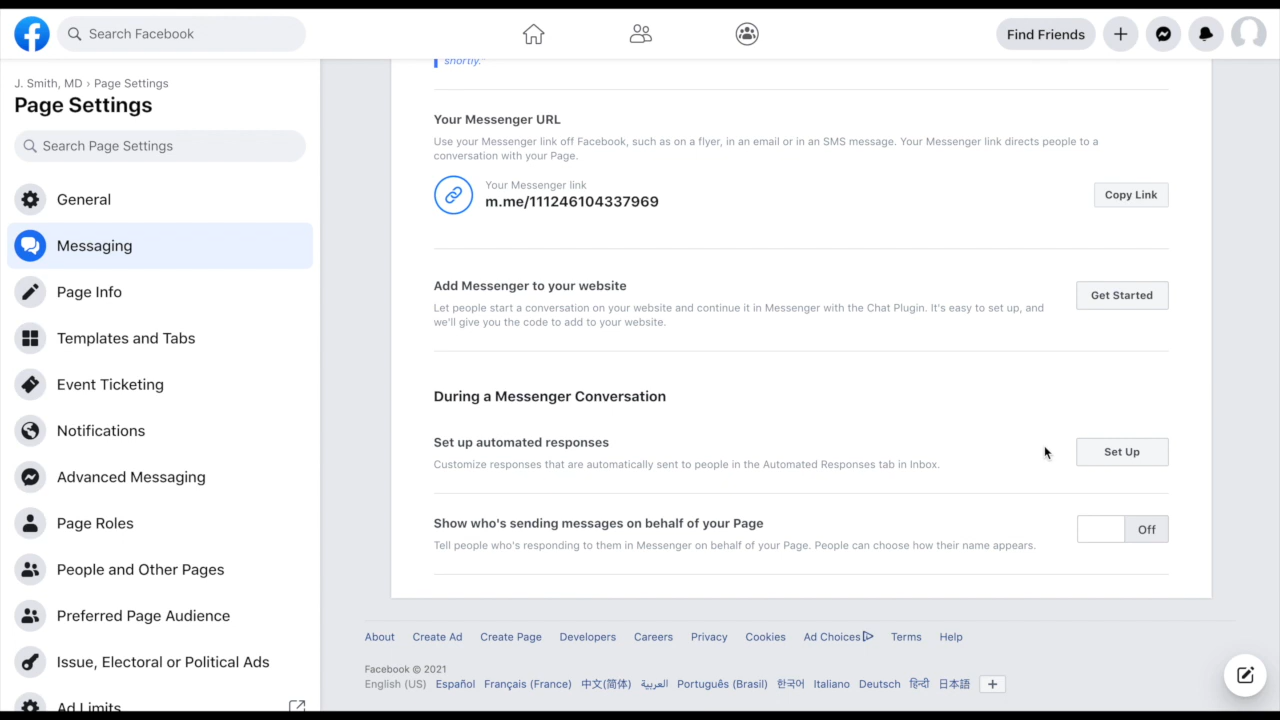 Search Facebook
Find Friends
J. Smith, MD › Page Settings
Page Settings
Search Page Settings
General
Messaging
Page Info
Templates and Tabs
Event Ticketing
Notifications
Advanced Messaging
Page Roles
People and Other Pages
Preferred Page Audience
Issue, Electoral or Political Ads
Ad Limits
shortly."
Your Messenger URL
Use your Messenger link off Facebook, such as on a flyer, in an email or in an SMS message. Your Messenger link directs people to a
conversation with your Page.
Your Messenger link
m.me/111246104337969
Copy Link
Add Messenger to your website
Let people start a conversation on your website and continue it in Messenger with the Chat Plugin. It's easy to set up, and
we'll give you the code to add to your website.
Get Started
During a Messenger Conversation
Set up automated responses
Customize responses that are automatically sent to people in the Automated Responses tab in Inbox.
Set Up
Show who's sending messages on behalf of your Page
Tell people who's responding to them in Messenger on behalf of your Page. People can choose how their name appears.
Off
About Create Ad Create Page Developers Careers Privacy Cookies Ad Choices Terms Help
Facebook © 2021
English (US) Español Français (France) 中文(简体) العربية Português (Brasil) 한국어 Italiano Deutsch हिन्दी 日本語